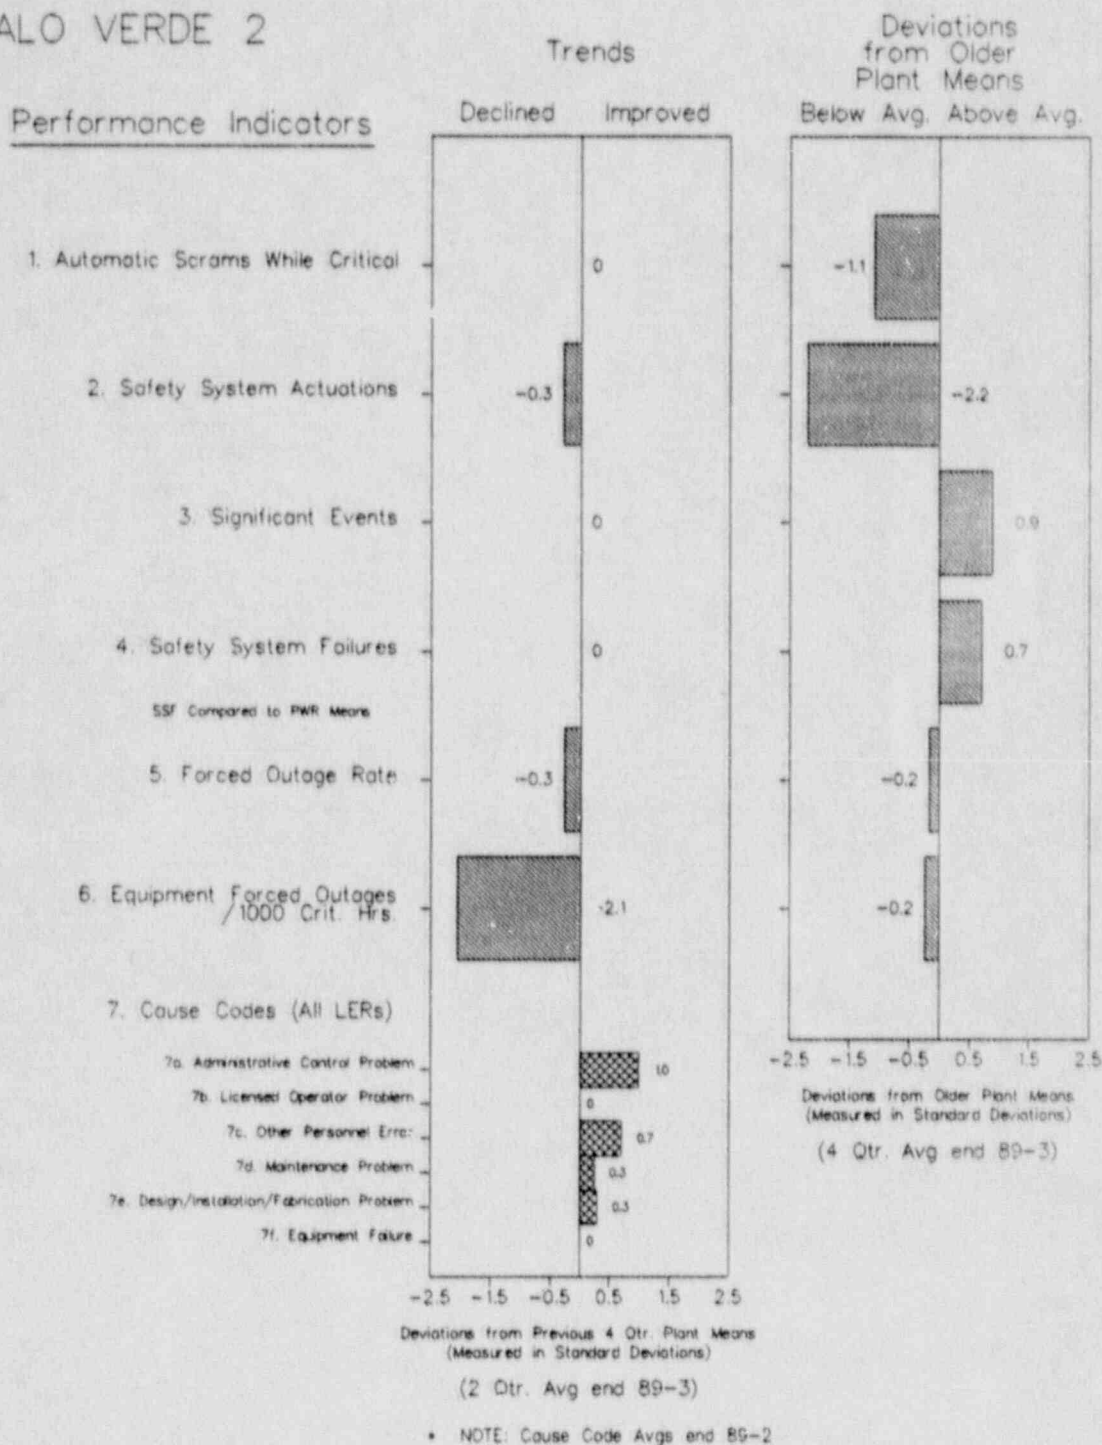 ALO VERDE 2
Trends
Deviations
from Older
Plant Means
Performance Indicators
Declined Improved
Below Avg. Above Avg.
1. Automatic Scrams While Critical
0
-1.1
2. Safety System Actuations
-0.3
-2.2
3. Significant Events
0
0.9
4. Safety System Failures
0
0.7
SSF Compared to PWR Means
5. Forced Outage Rate
-0.3
-0.2
6. Equipment Forced Outages
/1000 Crit. Hrs.
-2.1
-0.2
7. Cause Codes (All LERs)
7a. Administrative Control Problem
1.0
7b. Licensed Operator Problem
0
7c. Other Personnel Error
0.7
7d. Maintenance Problem
0.3
7e. Design/Installation/Fabrication Problem
0.3
7f. Equipment Failure
0
-2.5 -1.5 -0.5 0.5 1.5 2.5
Deviations from Previous 4 Qtr. Plant Means
(Measured in Standard Deviations)
(2 Qtr. Avg end 89-3)
-2.5 -1.5 -0.5 0.5 1.5 2.5
Deviations from Older Plant Means
(Measured in Standard Deviations)
(4 Qtr. Avg end 89-3)
• NOTE: Cause Code Avgs end 89-2